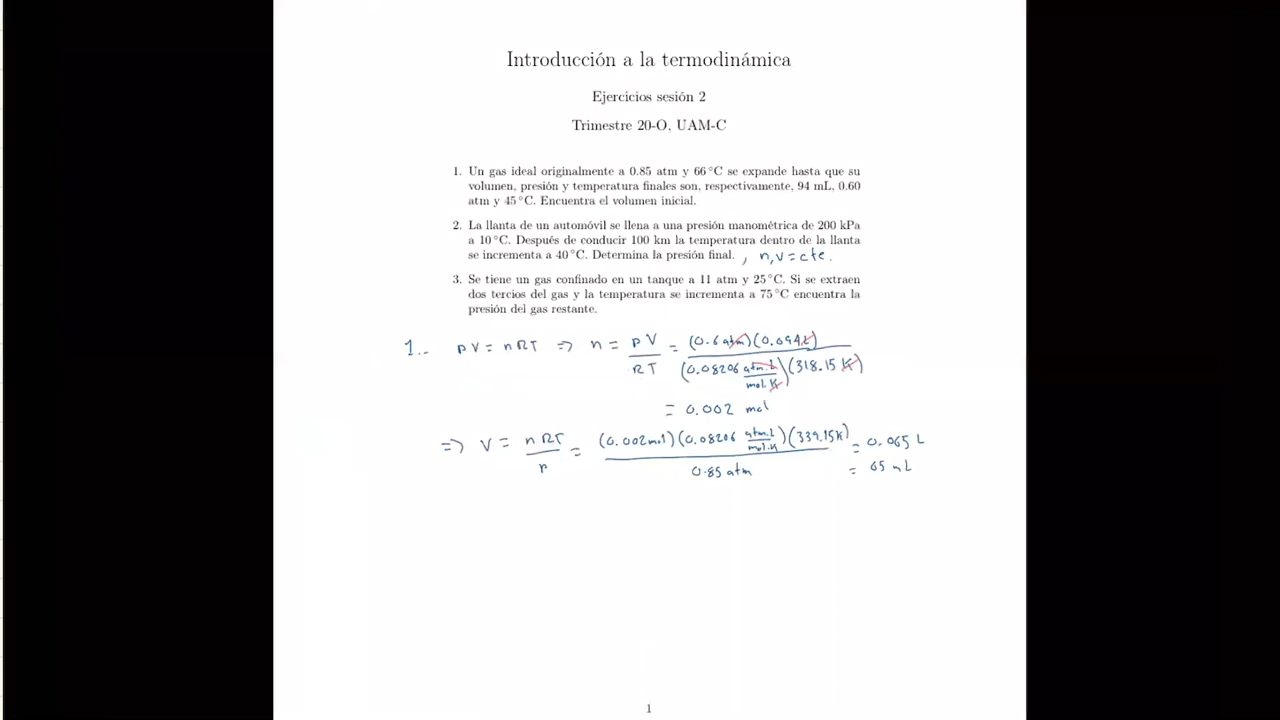 Introducción a la termodinámica
Ejercicios sesión 2
Trimestre 20-O, UAM-C
1. Un gas ideal originalmente a 0.85 atm y 66 °C se expande hasta que su
volumen, presión y temperatura finales son, respectivamente, 94 mL, 0.60
atm y 45 °C. Encuentra el volumen inicial.
2. La llanta de un automóvil se llena a una presión manométrica de 200 kPa
a 10 °C. Después de conducir 100 km la temperatura dentro de la llanta
se incrementa a 40 °C. Determina la presión final. , n,V=cte.
3. Se tiene un gas confinado en un tanque a 11 atm y 25 °C. Si se extraen
dos tercios del gas y la temperatura se incrementa a 75 °C encuentra la
presión del gas restante.
1.. pV = nRT => n = pV / RT = (0.6 atm)(0.094L) / (0.08206 atm.L/mol.K)(318.15 K)
= 0.002 mol
=> V = nRT / p = (0.002mol)(0.08206 atm.L/mol.K)(339.15K) / 0.85 atm = 0.065 L
= 65 mL
1